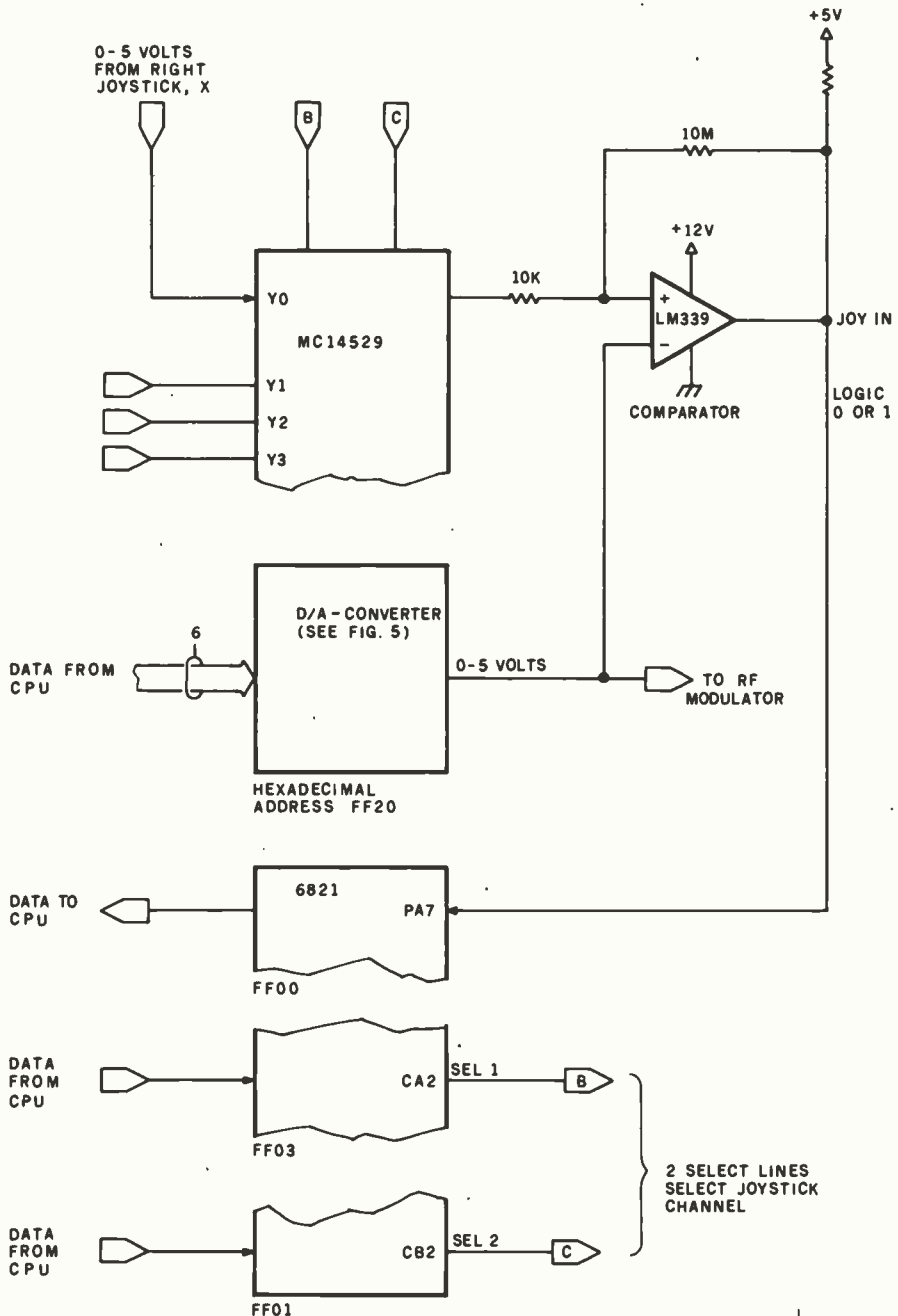 +5V
0-5 VOLTS
FROM RIGHT
JOYSTICK, X
B
C
10M
+12V
10K
Y0
+
LM339
-
JOY IN
MC14529
Y1
Y2
Y3
COMPARATOR
LOGIC
0 OR 1
D/A-CONVERTER
(SEE FIG. 5)
6
DATA FROM
CPU
0-5 VOLTS
TO RF
MODULATOR
HEXADECIMAL
ADDRESS FF20
6821
DATA TO
CPU
PA7
FF00
DATA
FROM
CPU
CA2
SEL 1
B
FF03
2 SELECT LINES
SELECT JOYSTICK
CHANNEL
DATA
FROM
CPU
CB2
SEL 2
C
FF01